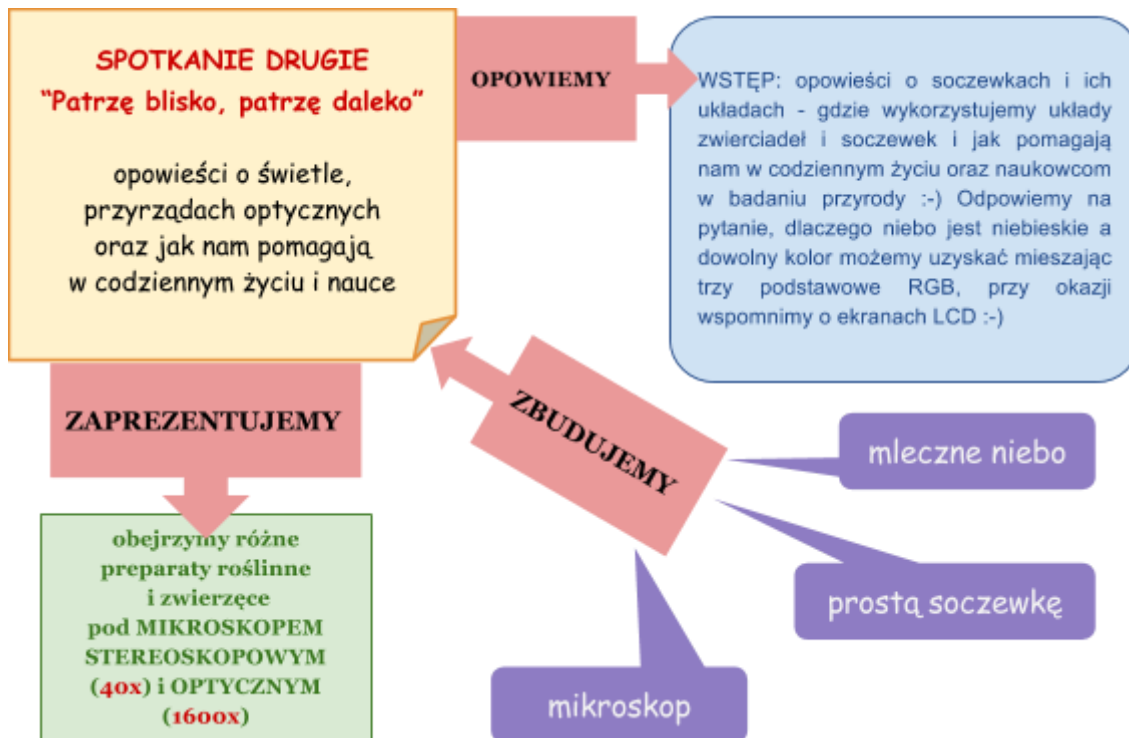 SPOTKANIE DRUGIE
“Patrzę blisko, patrzę daleko”
opowieści o świetle,
przyrządach optycznych
oraz jak nam pomagają
w codziennym życiu i nauce
OPOWIEMY
WSTĘP: opowieści o soczewkach i ich
układach - gdzie wykorzystujemy układy
zwierciadeł i soczewek i jak pomagają
nam w codziennym życiu oraz naukowcom
w badaniu przyrody :-) Odpowiemy na
pytanie, dlaczego niebo jest niebieskie a
dowolny kolor możemy uzyskać mieszając
trzy podstawowe RGB, przy okazji
wspomnimy o ekranach LCD :-)
ZAPREZENTUJEMY
obejrzymy różne
preparaty roślinne
i zwierzęce
pod MIKROSKOPEM
STEREOSKOPOWYM
(40x) i OPTYCZNYM
(1600x)
ZBUDUJEMY
mleczne niebo
prostą soczewkę
mikroskop